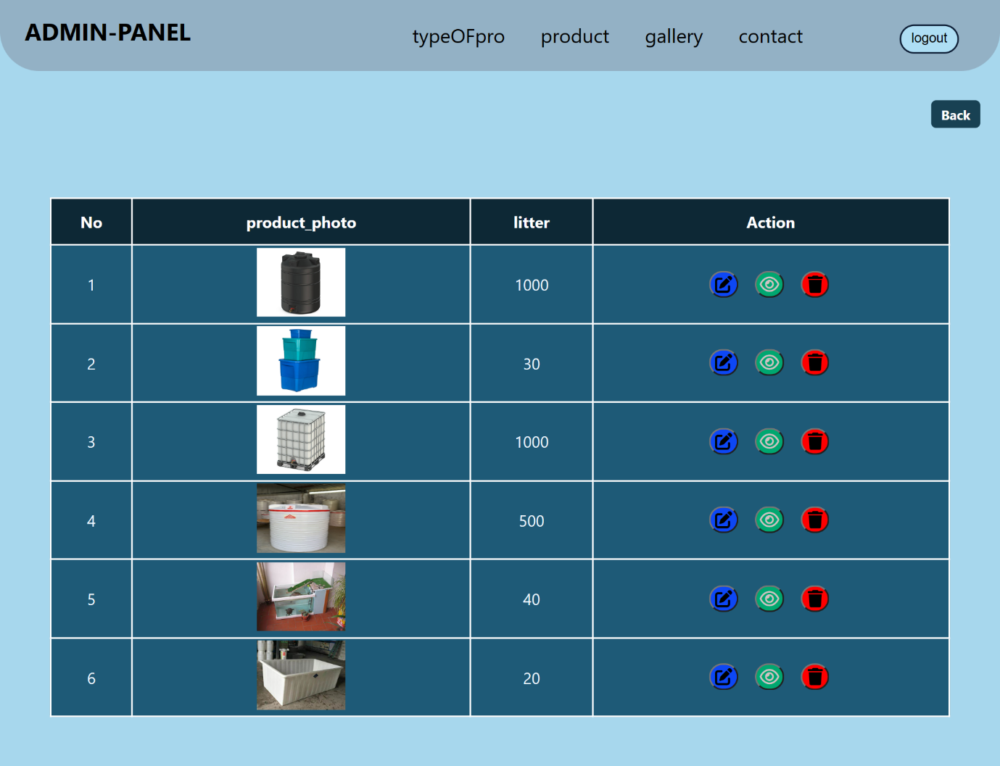 ADMIN-PANEL
typeOFpro product gallery contact
logout
Back
No product_photo litter Action
1 1000
2 30
3 1000
4 500
5 40
6 20